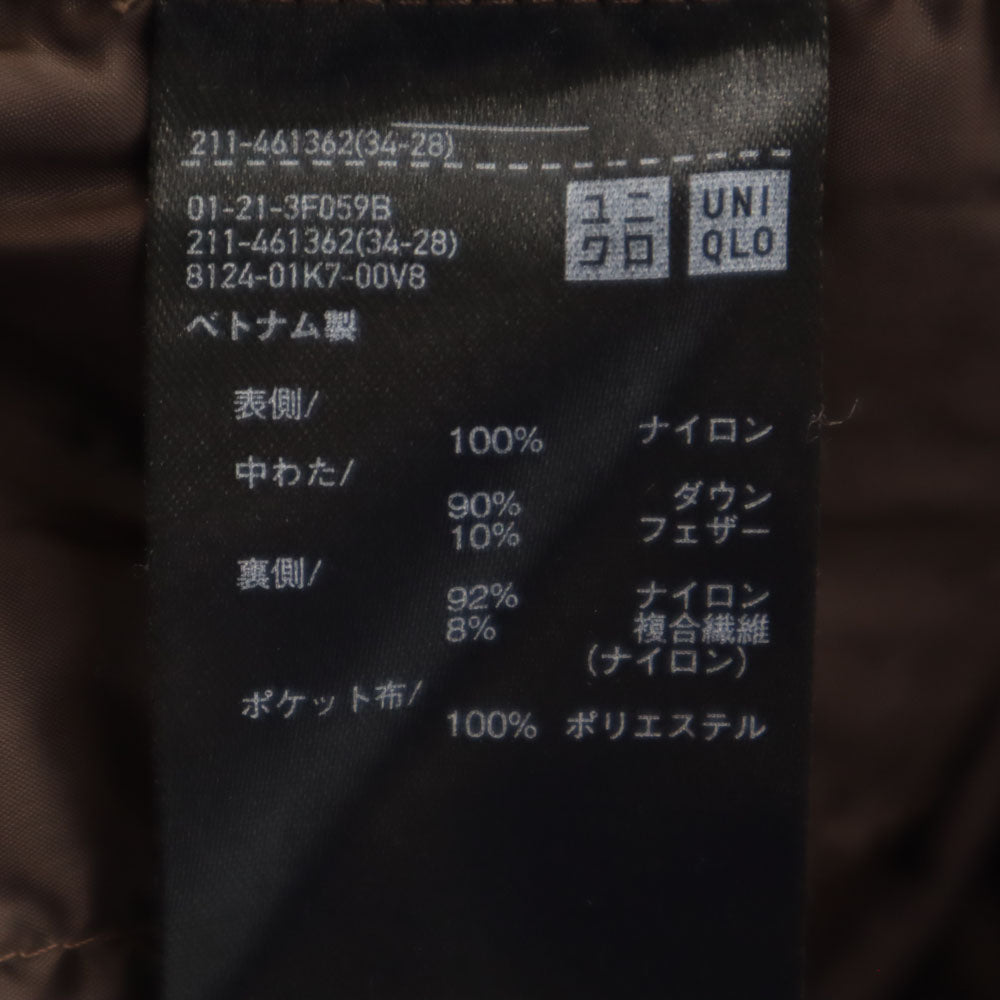 211-461362(34-28)
01-21-3F059B
211-461362(34-28)
8124-01K7-00V8
ユニ
クロ
UNI
QLO
ベトナム製
表側/
100% ナイロン
中わた/
90% ダウン
10% フェザー
裏側/
92% ナイロン
8% 複合繊維
(ナイロン)
ポケット布/
100% ポリエステル